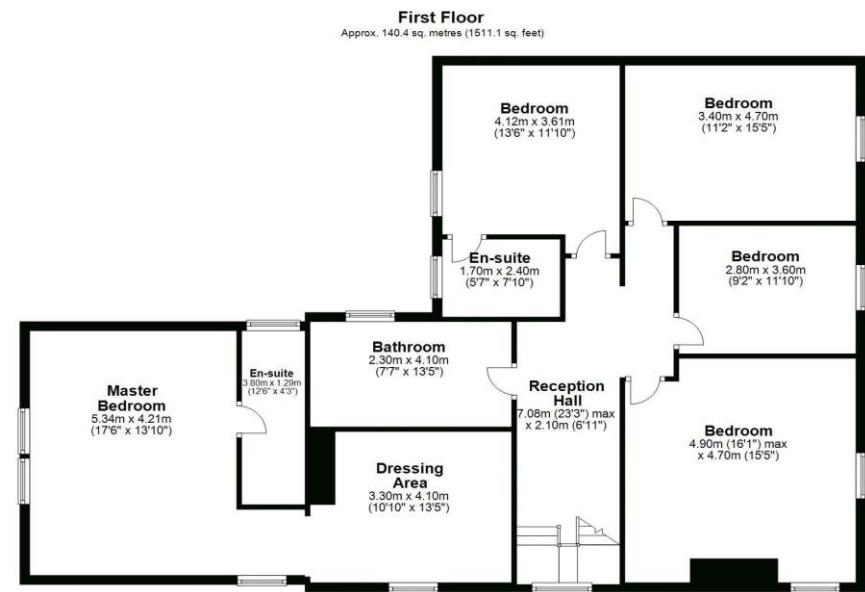 First Floor
Approx. 140.4 sq. metres (1511.1 sq. feet)
Bedroom
4.12m x 3.61m
(13'6" x 11'10")
Bedroom
3.40m x 4.70m
(11'2" x 15'5")
En-suite
1.70m x 2.40m
(5'7" x 7'10")
Bedroom
2.80m x 3.60m
(9'2" x 11'10")
Master
Bedroom
5.34m x 4.21m
(17'6" x 13'10")
En-suite
3.80m x 1.29m
(12'6" x 4'3")
Bathroom
2.30m x 4.10m
(7'7" x 13'5")
Reception
Hall
7.08m (23'3") max
x 2.10m (6'11")
Bedroom
4.90m (16'1") max
x 4.70m (15'5")
Dressing
Area
3.30m x 4.10m
(10'10" x 13'5")